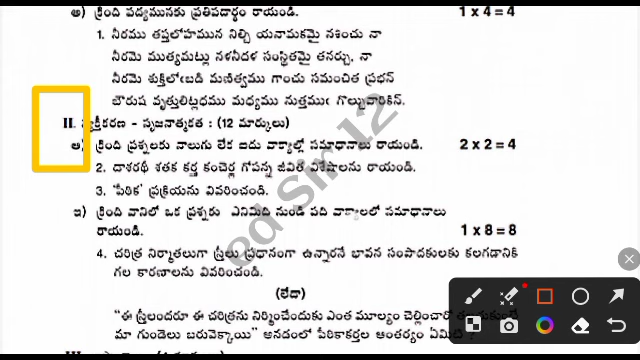 అ) క్రింది పద్యమునకు ప్రతిపదార్థం రాయండి. 1 x 4 = 4
1. నీరము తప్తలోహమున నిల్చి యనామకమై నశించు నా
నీరమె ముత్యమట్లు నళినీదళ సంస్థితమై తనర్చు, నా
నీరమె శుక్తిలోఁబడి మణిత్వము గాంచు సమంచిత ప్రభన్
బౌరుష వృత్తులిట్లధము మధ్యము నుత్తముఁ గొల్చువారికిన్.
II. వ్యక్తీకరణ - సృజనాత్మకత : (12 మార్కులు)
అ) క్రింది ప్రశ్నలకు నాలుగు లేక ఐదు వాక్యాల్లో సమాధానాలు రాయండి. 2 x 2 = 4
2. దాశరథీ శతక కర్త కంచెర్ల గోపన్న జీవిత విశేషాలను రాయండి.
3. 'పీఠిక' ప్రక్రియను వివరించండి.
ఇ) క్రింది వానిలో ఒక ప్రశ్నకు ఎనిమిది నుండి పది వాక్యాలలో సమాధానాలు
రాయండి. 1 x 8 = 8
4. చరిత్ర నిర్మాతలుగా స్త్రీలు ప్రధానంగా ఉన్నారనే భావన సంపాదకులకు కలగడానికి
గల కారణాలను వివరించండి.
(లేదా)
"ఈ స్త్రీలందరూ ఈ చరిత్రను నిర్మించేందుకు ఎంత మూల్యం చెల్లించారో
మా గుండెలు బరువెక్కాయి" అనడంలో పీఠికాకర్తల ఆంతర్యం ఏమిటి ?
ed Sir 12